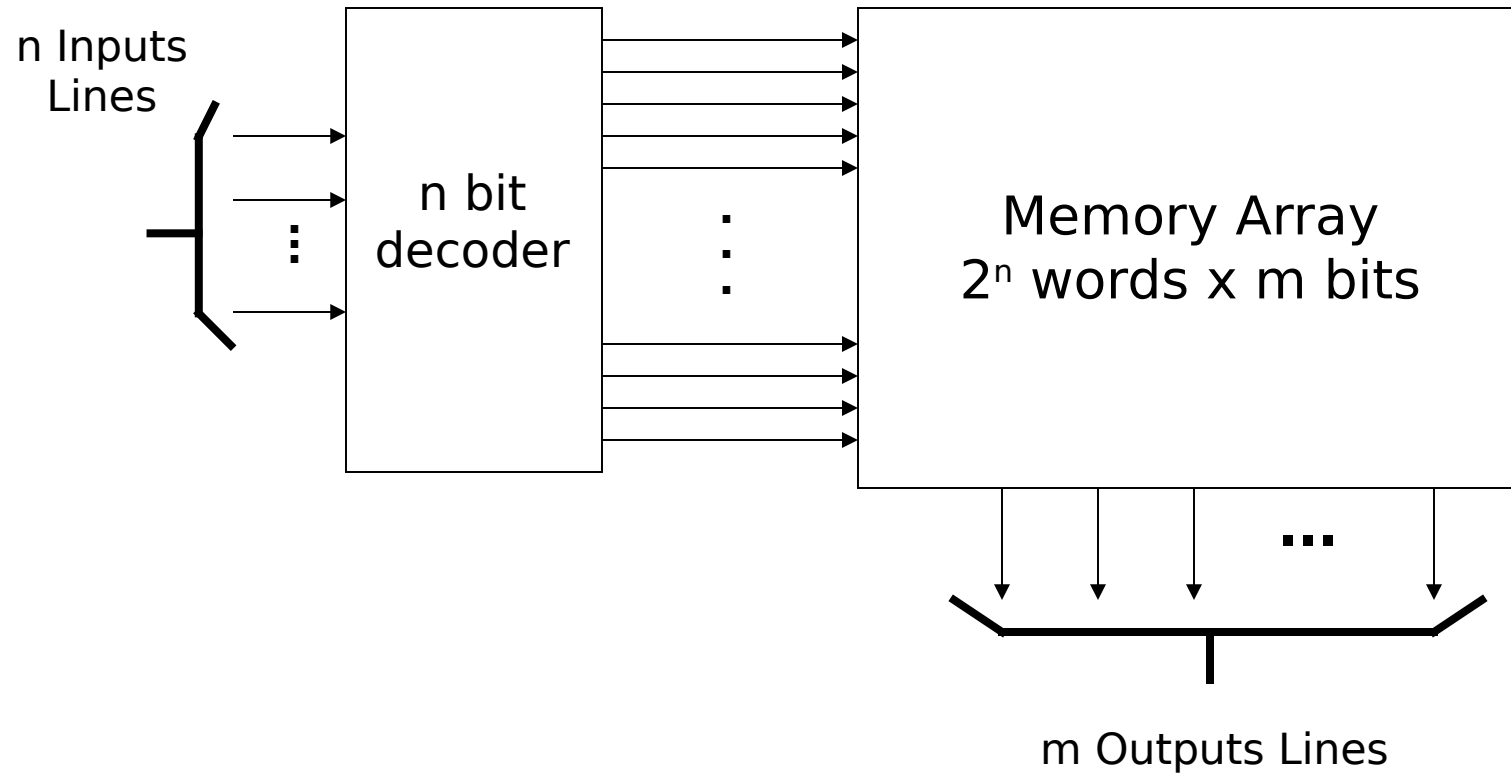 n Inputs
Lines
n bit
decoder
Memory Array
2ⁿ words x m bits
m Outputs Lines